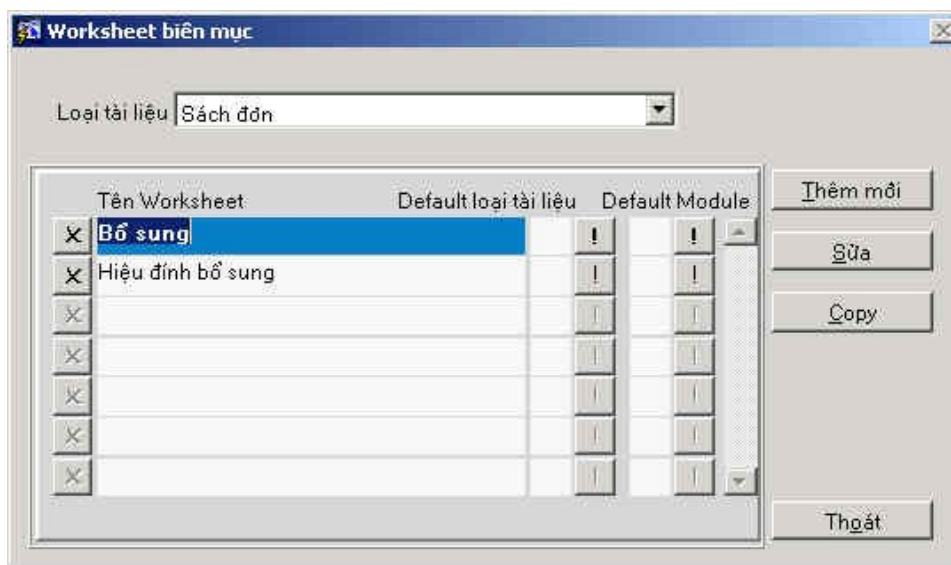 Worksheet biên mục
Loại tài liệu Sách đơn
Tên Worksheet Default loại tài liệu Default Module
X Bổ sung ! !
X Hiệu đính bổ sung ! !
X ! !
X ! !
X ! !
X ! !
X ! !
Thêm mới
Sửa
Copy
Thoát